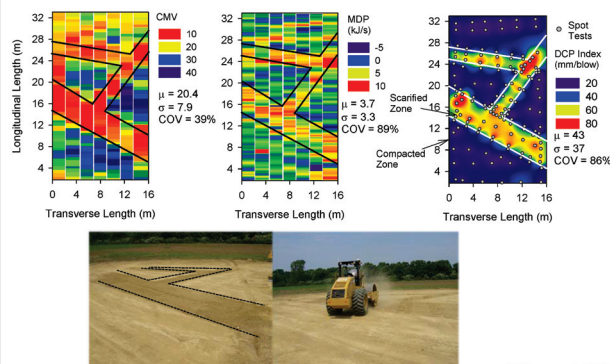 CMV
10
20
30
40
μ = 20.4
σ = 7.9
COV = 39%
Longitudinal Length (m)
32
28
24
20
16
12
8
4
0 4 8 12 16
Transverse Length (m)
MDP
(kJ/s)
-5
0
5
10
μ = 3.7
σ = 3.3
COV = 89%
32
28
24
20
16
12
8
4
0 4 8 12 16
Transverse Length (m)
Spot
Tests
DCP Index
(mm/blow)
20
40
60
80
μ = 43
σ = 37
COV = 86%
32
28
24
20
16
12
8
4
Scarified
Zone
Compacted
Zone
0 4 8 12 16
Transverse Length (m)